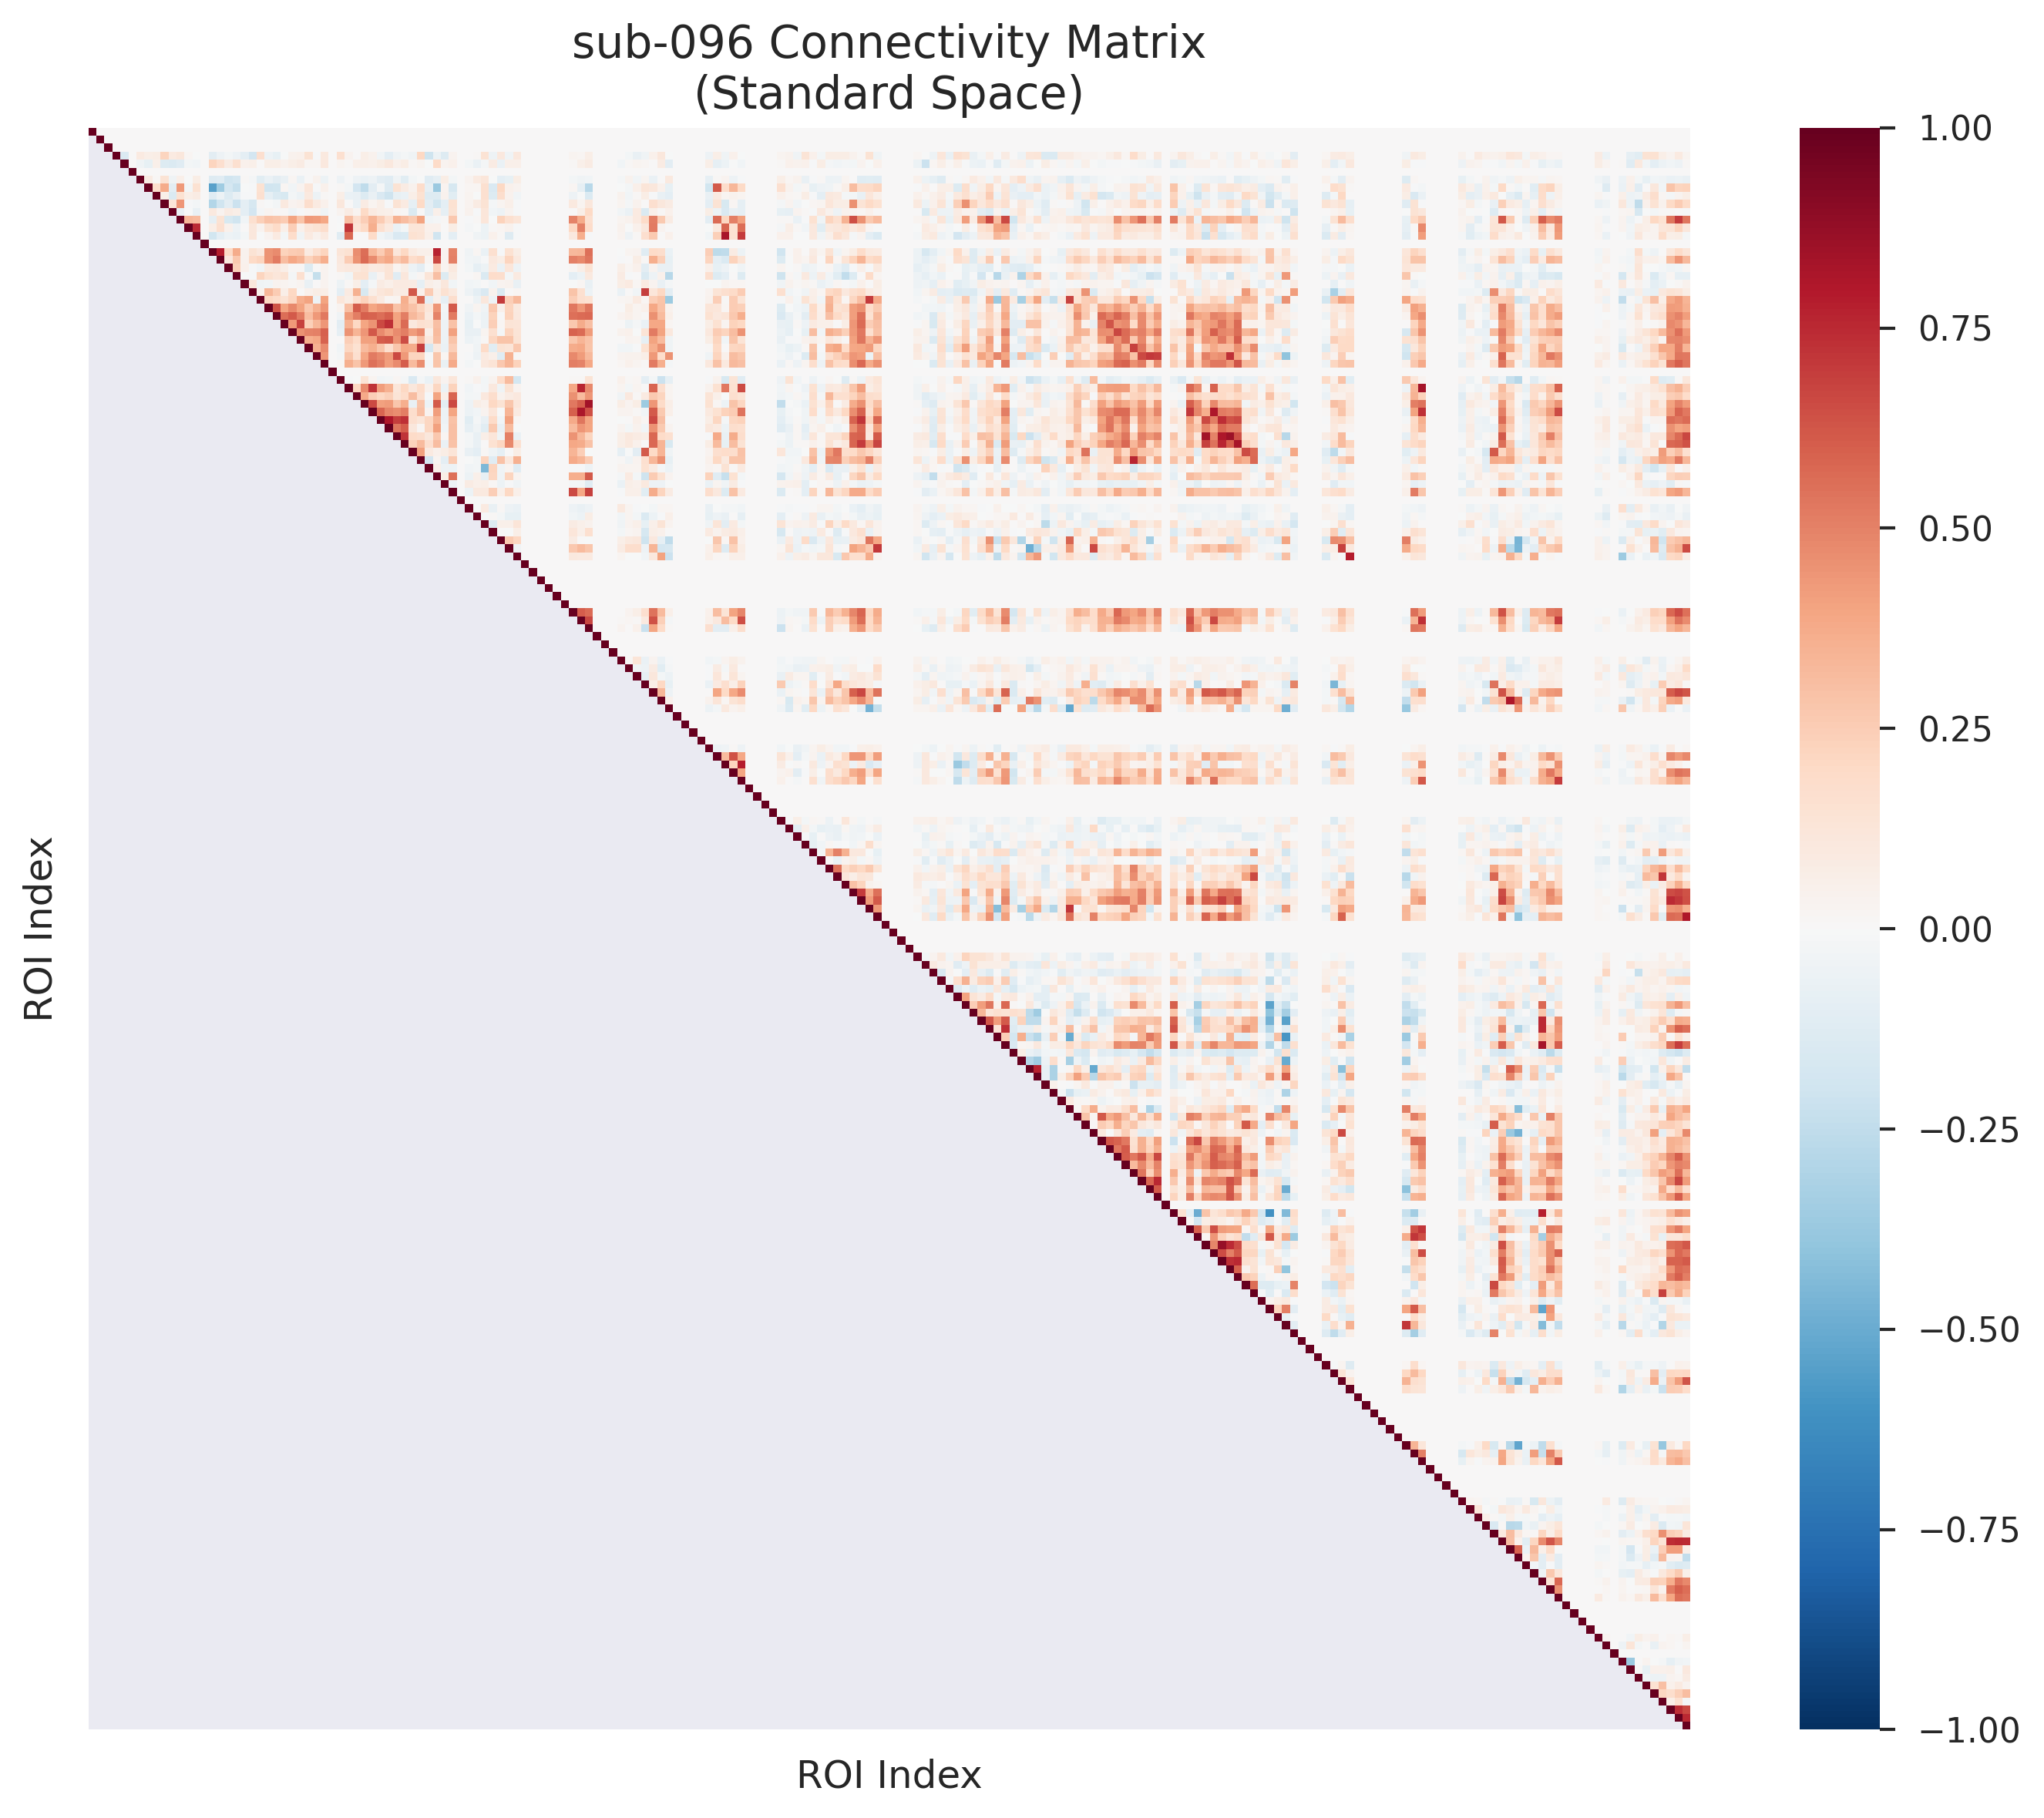 sub-096 Connectivity Matrix
(Standard Space)
ROI Index
ROI Index
1.00
0.75
0.50
0.25
0.00
−0.25
−0.50
−0.75
−1.00